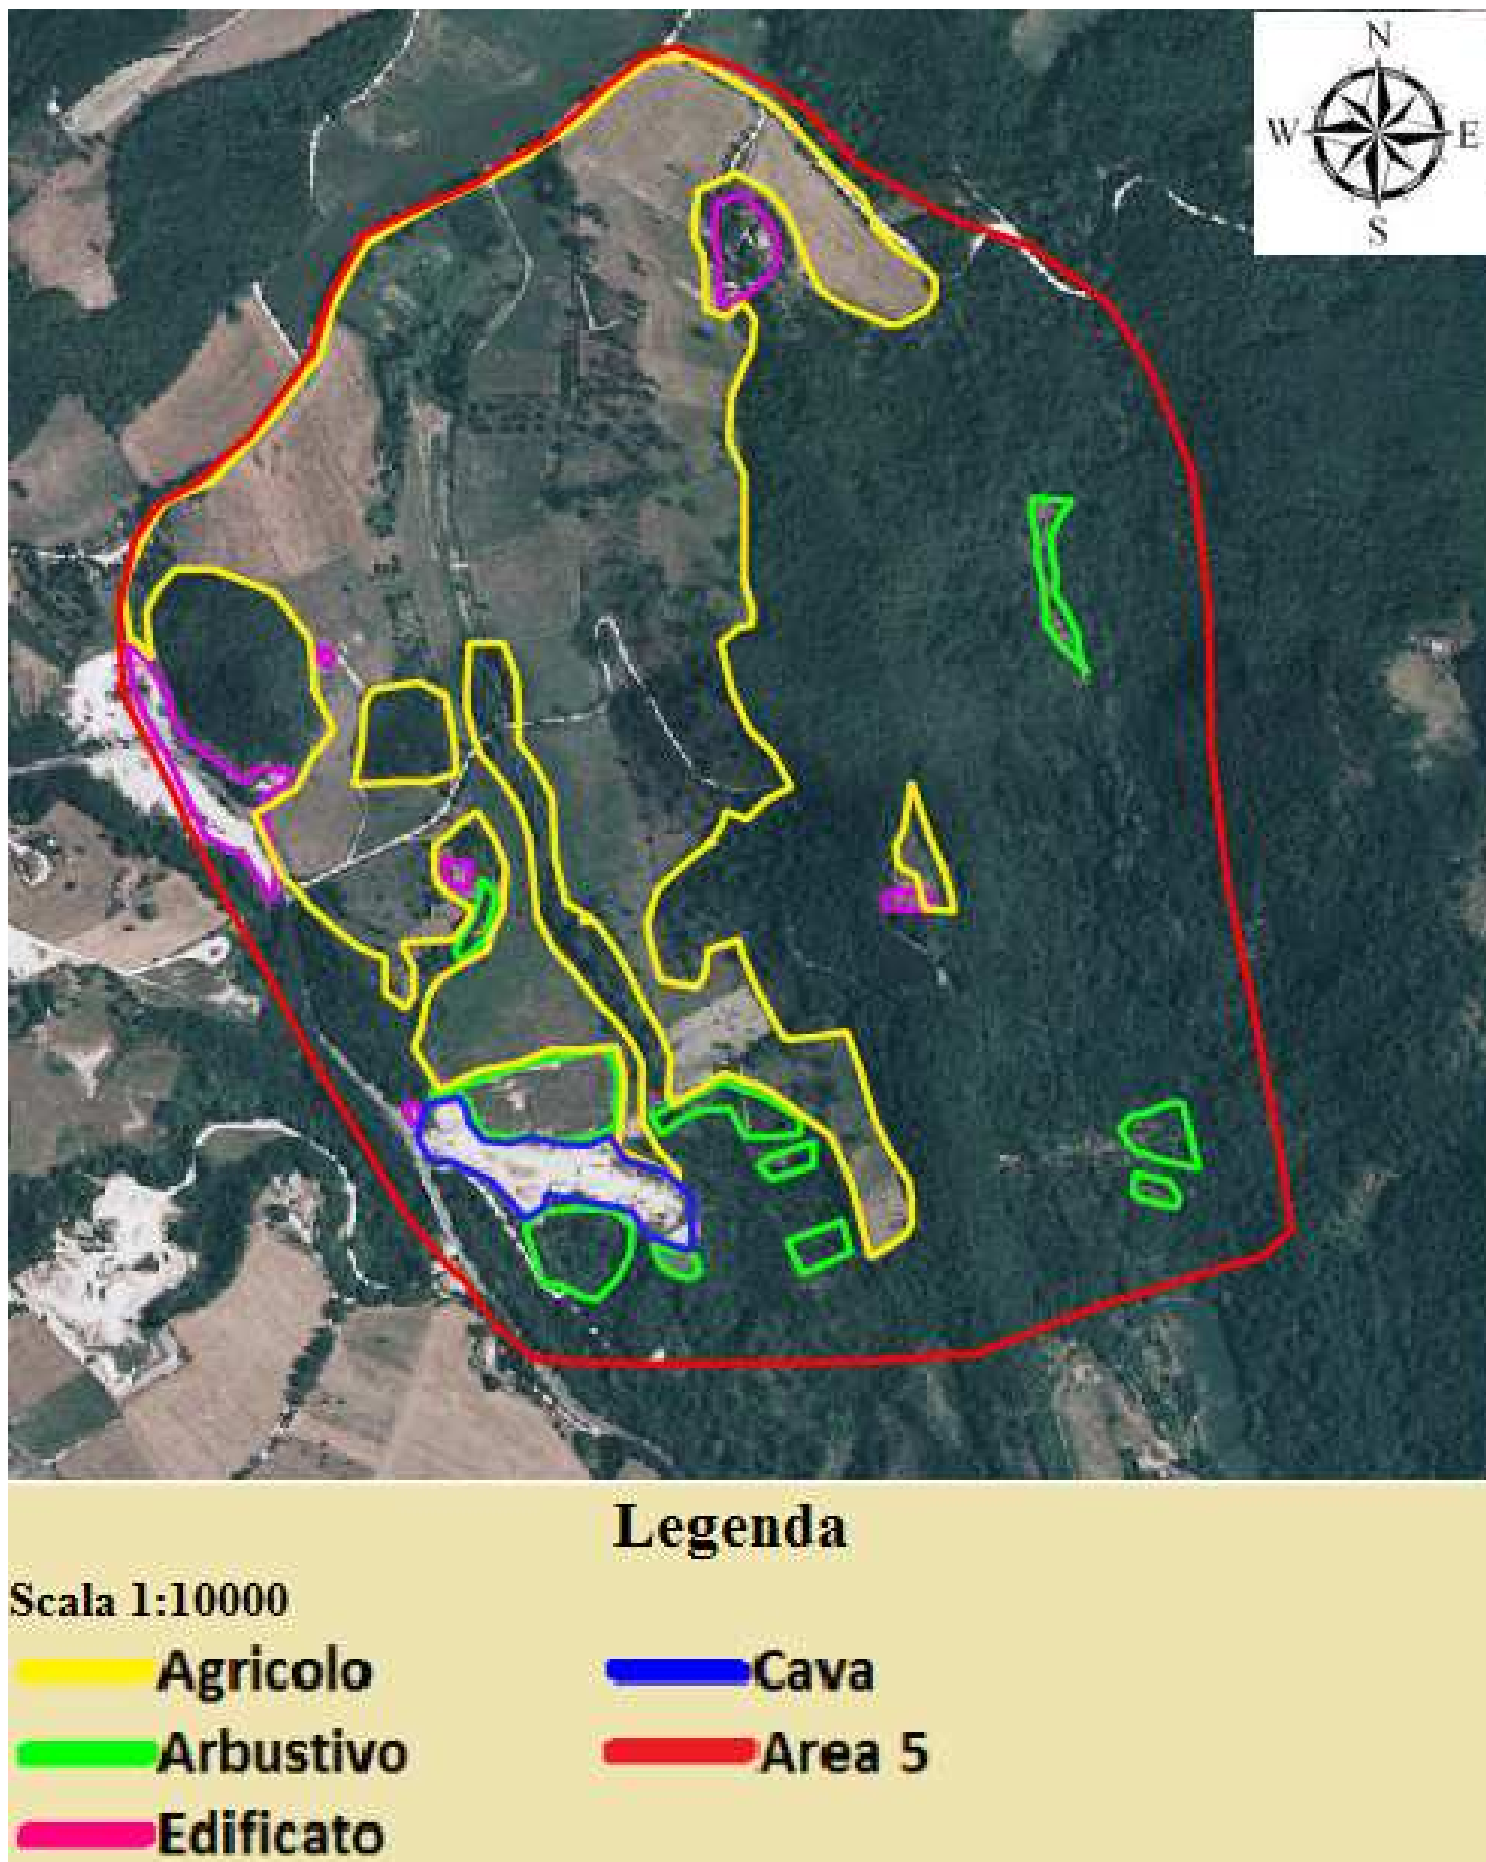 N
W E
S
Legenda
Scala 1:10000
Agricolo Cava
Arbustivo Area 5
Edificato